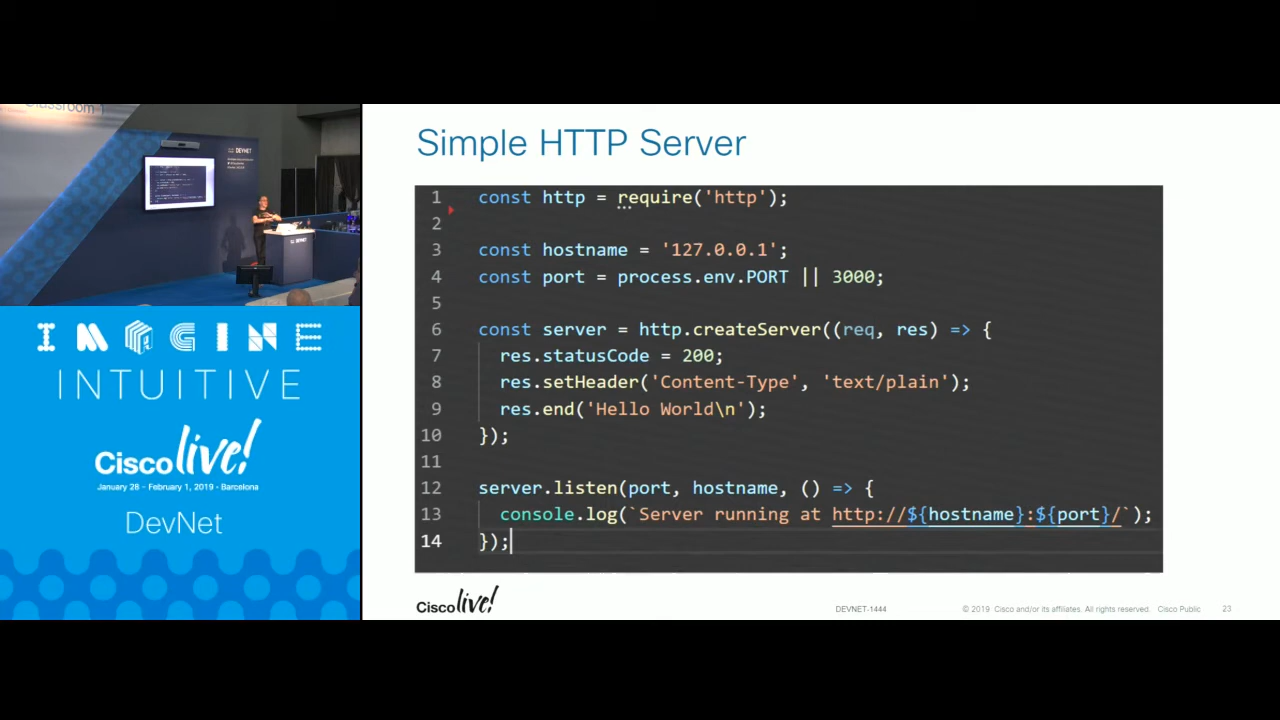 Classroom 1
DEVNET
IMAGINE
INTUITIVE
Cisco live!
January 28 - February 1, 2019 · Barcelona
DevNet
Simple HTTP Server
1 const http = require('http');
2
3 const hostname = '127.0.0.1';
4 const port = process.env.PORT || 3000;
5
6 const server = http.createServer((req, res) => {
7 res.statusCode = 200;
8 res.setHeader('Content-Type', 'text/plain');
9 res.end('Hello World\n');
10 });
11
12 server.listen(port, hostname, () => {
13 console.log(`Server running at http://${hostname}:${port}/`);
14 });
Cisco live!
DEVNET-1444
© 2019 Cisco and/or its affiliates. All rights reserved. Cisco Public
23